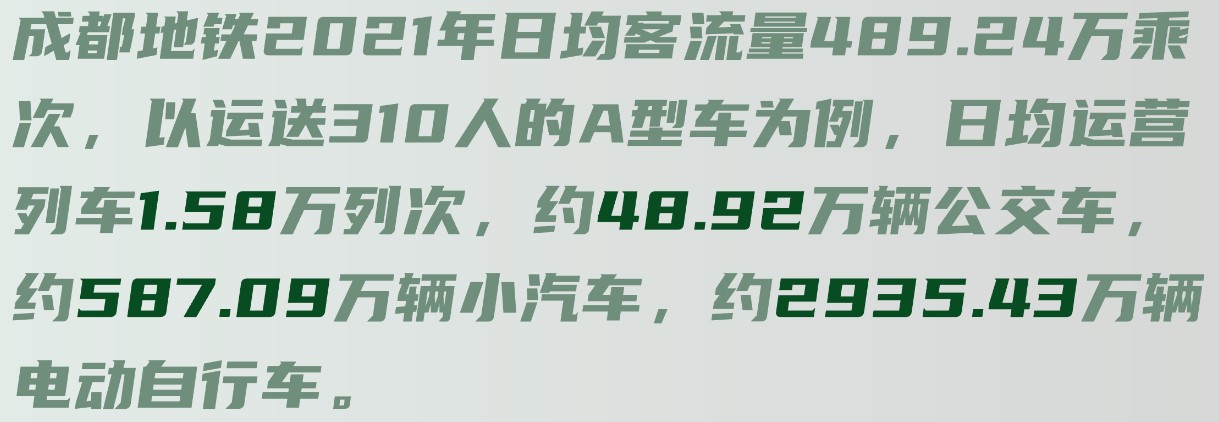 成都地铁2021年日均客流量489.24万乘
次，以运送310人的A型车为例，日均运营
列车1.58万列次，约48.92万辆公交车，
约587.09万辆小汽车，约2935.43万辆
电动自行车。